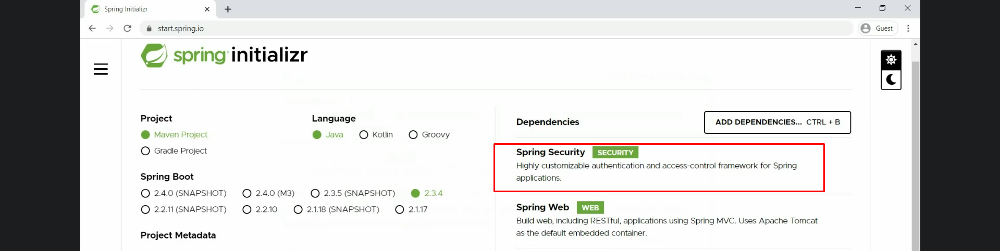 Spring Initializr
start.spring.io
Guest
spring initializr
Project
Maven Project
Gradle Project
Language
Java Kotlin Groovy
Spring Boot
2.4.0 (SNAPSHOT) 2.4.0 (M3) 2.3.5 (SNAPSHOT) 2.3.4
2.2.11 (SNAPSHOT) 2.2.10 2.1.18 (SNAPSHOT) 2.1.17
Project Metadata
Dependencies
ADD DEPENDENCIES... CTRL + B
Spring Security SECURITY
Highly customizable authentication and access-control framework for Spring
applications.
Spring Web WEB
Build web, including RESTful, applications using Spring MVC. Uses Apache Tomcat
as the default embedded container.